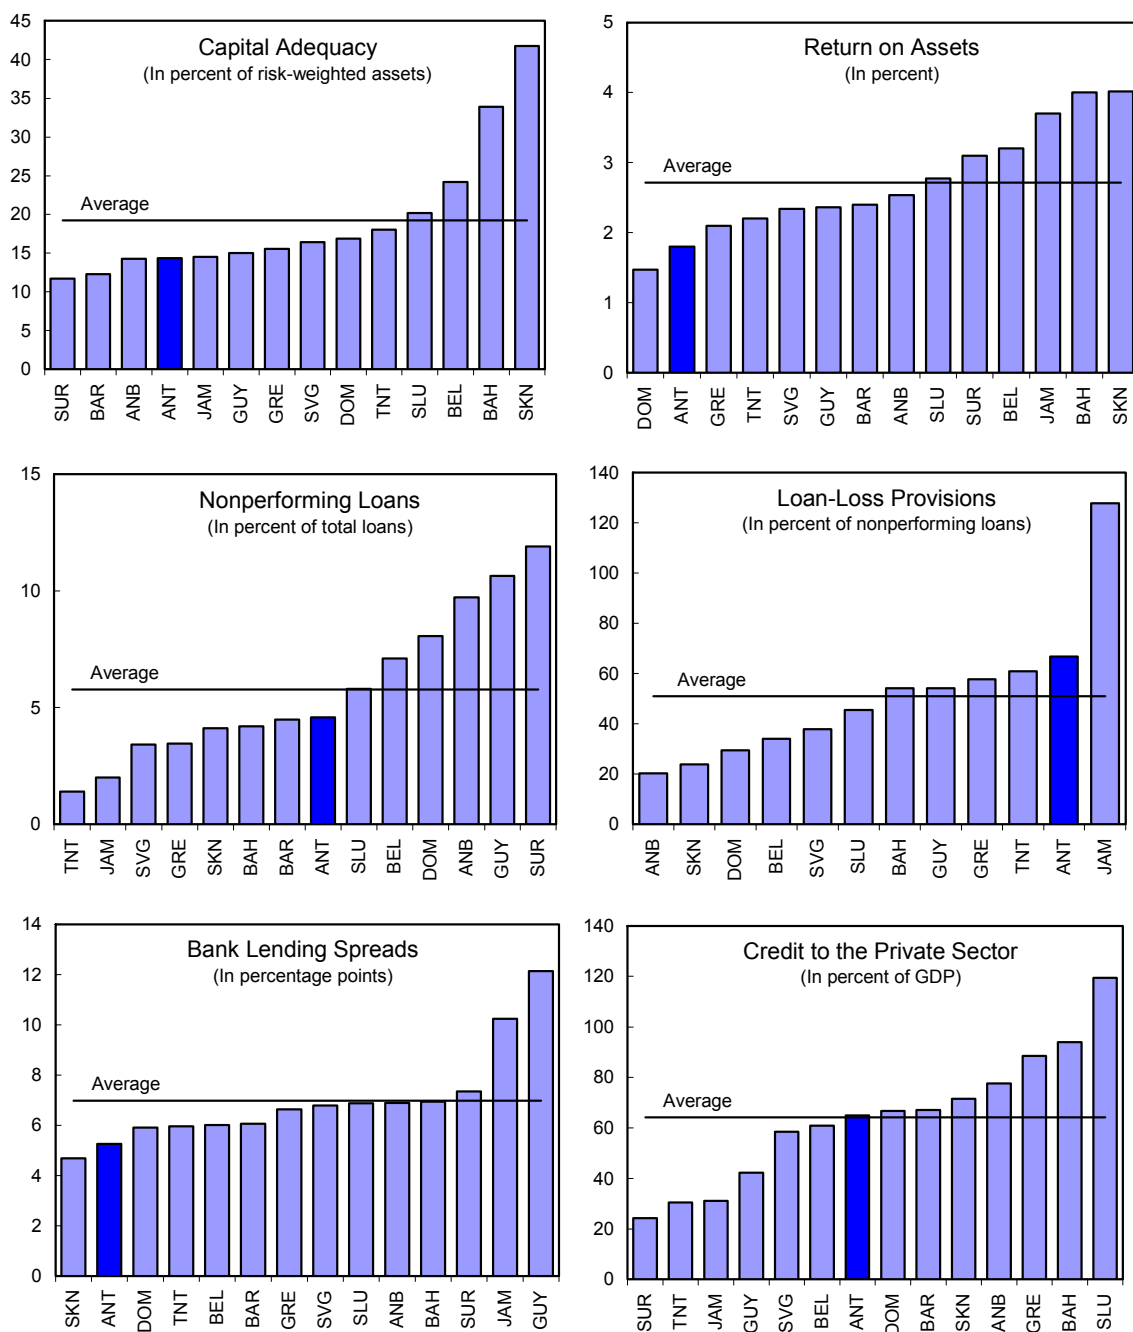 Capital Adequacy
(In percent of risk-weighted assets)
45
40
35
30
25
20
15
10
5
0
Average
SUR BAR ANB ANT JAM GUY GRE SVG DOM TNT SLU BEL BAH SKN
Return on Assets
(In percent)
5
4
3
2
1
0
Average
DOM ANT GRE TNT SVG GUY BAR ANB SLU SUR BEL JAM BAH SKN
Nonperforming Loans
(In percent of total loans)
15
10
5
0
Average
TNT JAM SVG GRE SKN BAH BAR ANT SLU BEL DOM ANB GUY SUR
Loan-Loss Provisions
(In percent of nonperforming loans)
140
120
100
80
60
40
20
0
Average
ANB SKN DOM BEL SVG SLU BAH GUY GRE TNT ANT JAM
Bank Lending Spreads
(In percentage points)
14
12
10
8
6
4
2
0
Average
SKN ANT DOM TNT BEL BAR GRE SVG SLU ANB BAH SUR JAM GUY
Credit to the Private Sector
(In percent of GDP)
140
120
100
80
60
40
20
0
Average
SUR TNT JAM GUY SVG BEL ANT DOM BAR SKN ANB GRE BAH SLU